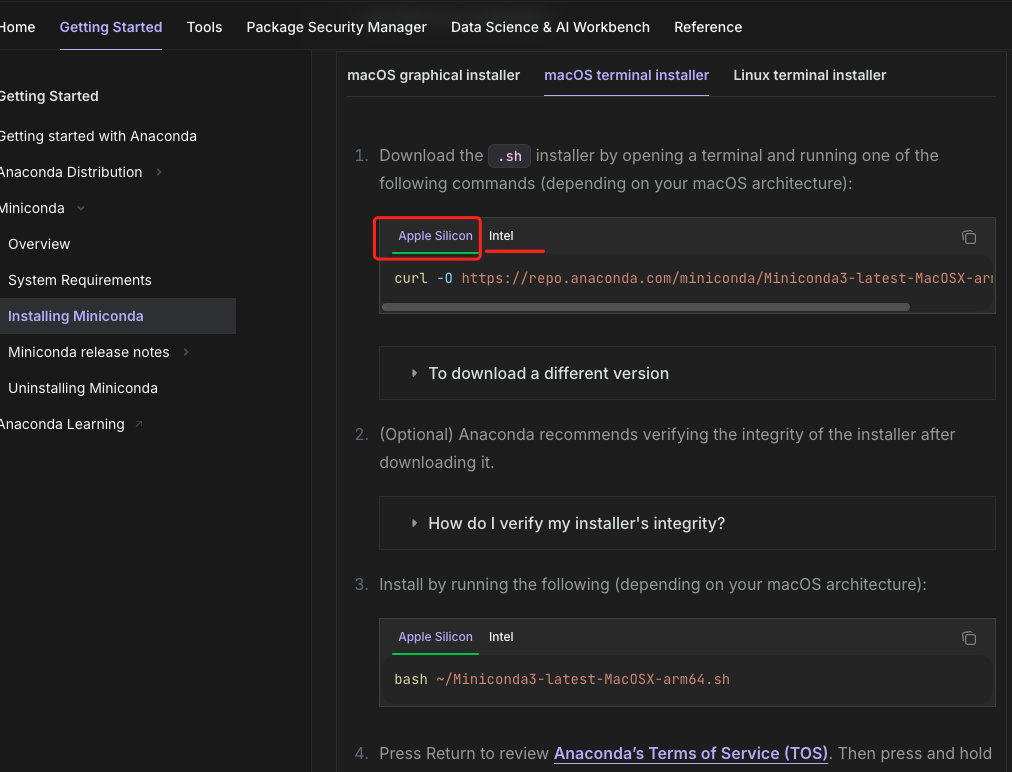 Home Getting Started Tools Package Security Manager Data Science & AI Workbench Reference
Getting Started
Getting started with Anaconda
Anaconda Distribution
Miniconda
Overview
System Requirements
Installing Miniconda
Miniconda release notes
Uninstalling Miniconda
Anaconda Learning
macOS graphical installer macOS terminal installer Linux terminal installer
1. Download the .sh installer by opening a terminal and running one of the
following commands (depending on your macOS architecture):
Apple Silicon Intel
curl -O https://repo.anaconda.com/miniconda/Miniconda3-latest-MacOSX-arm
To download a different version
2. (Optional) Anaconda recommends verifying the integrity of the installer after
downloading it.
How do I verify my installer's integrity?
3. Install by running the following (depending on your macOS architecture):
Apple Silicon Intel
bash ~/Miniconda3-latest-MacOSX-arm64.sh
4. Press Return to review Anaconda’s Terms of Service (TOS). Then press and hold